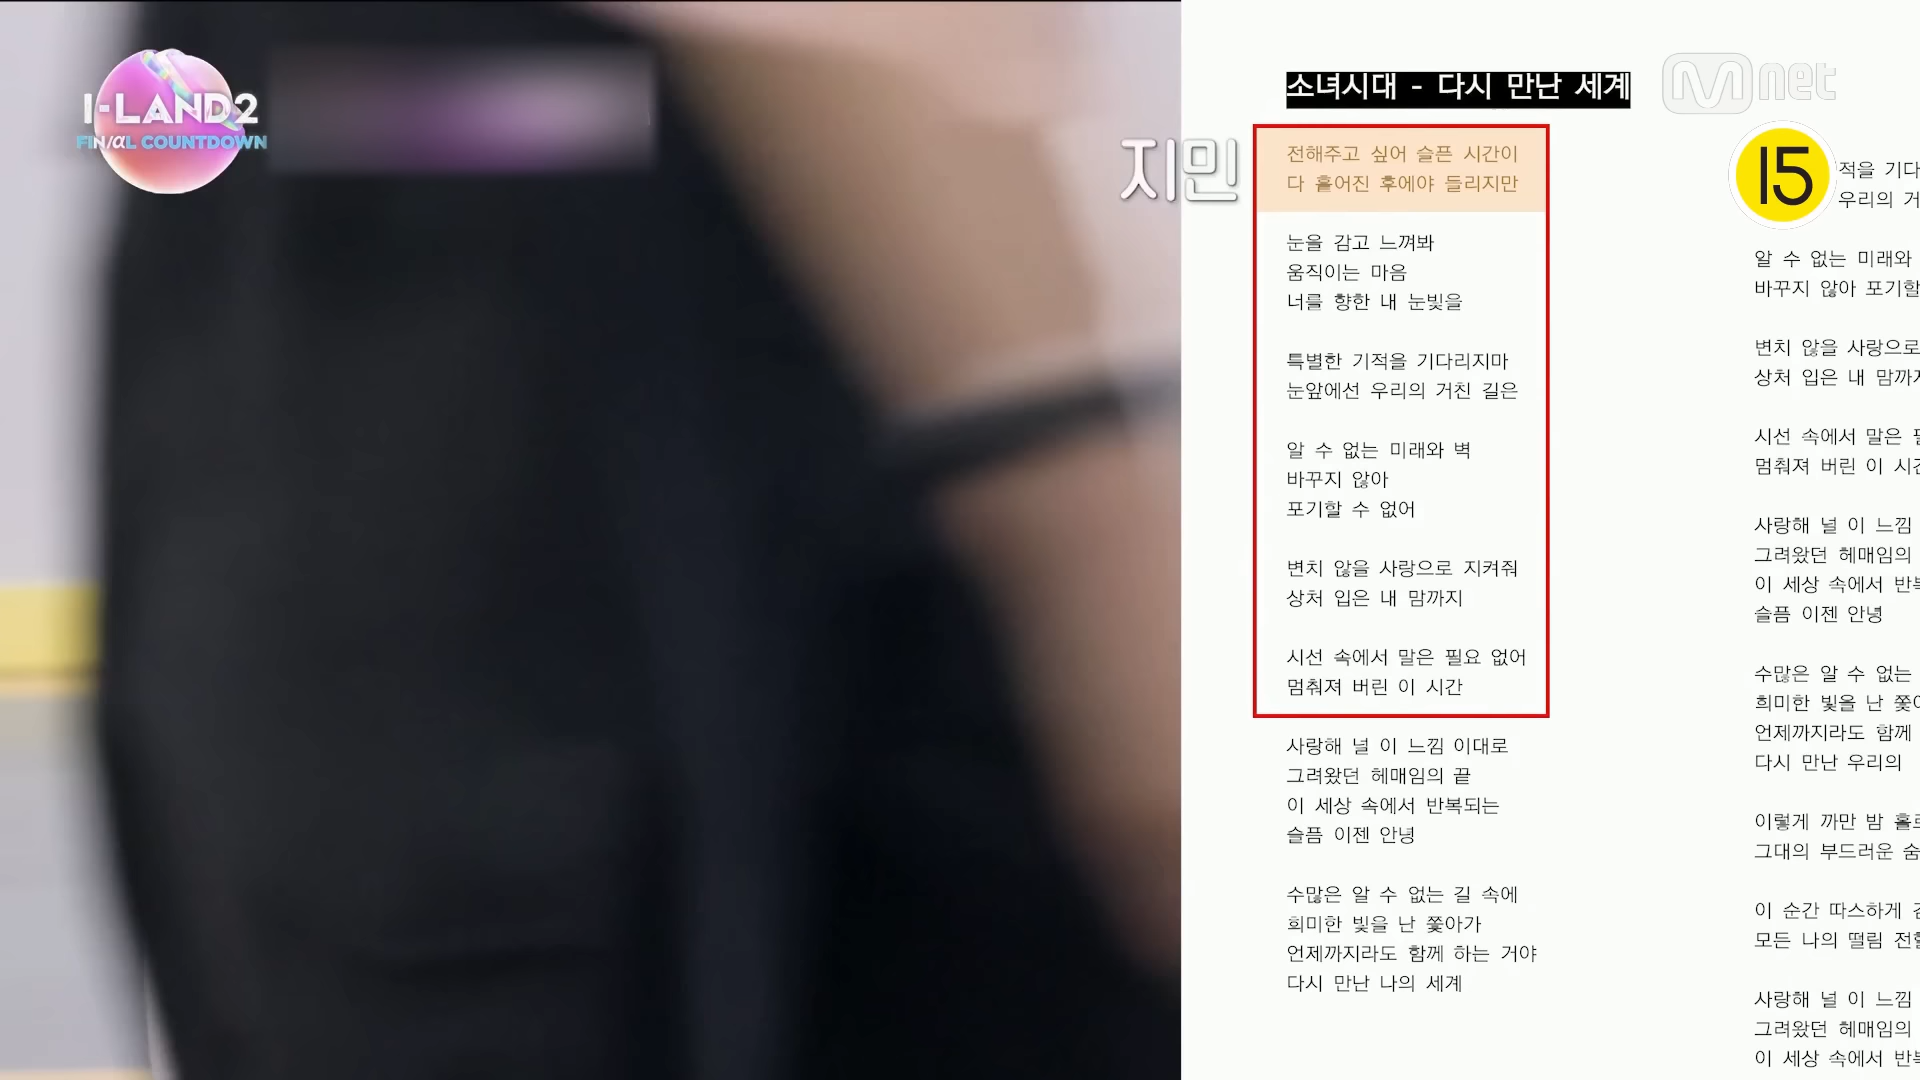 I-LAND2
FIN/αL COUNTDOWN
지민
소녀시대 - 다시 만난 세계
Mnet
15
전해주고 싶어 슬픈 시간이
다 흩어진 후에야 들리지만
눈을 감고 느껴봐
움직이는 마음
너를 향한 내 눈빛을
특별한 기적을 기다리지마
눈앞에선 우리의 거친 길은
알 수 없는 미래와 벽
바꾸지 않아
포기할 수 없어
변치 않을 사랑으로 지켜줘
상처 입은 내 맘까지
시선 속에서 말은 필요 없어
멈춰져 버린 이 시간
사랑해 널 이 느낌 이대로
그려왔던 헤매임의 끝
이 세상 속에서 반복되는
슬픔 이젠 안녕
수많은 알 수 없는 길 속에
희미한 빛을 난 쫓아가
언제까지라도 함께 하는 거야
다시 만난 나의 세계
적을
우리의
알 수 없는 미래와
바꾸지 않아
변치 않을 사랑으로
상처 입은 내
시선 속에서 말은
멈춰져 버린 이
사랑해 널 이 느낌
그려왔던 헤매임의
이 세상 속에서
슬픔 이젠 안녕
수많은 알 수 없는
희미한 빛을 난
언제까지라도 함께
다시 만난 우리의
이렇게 까만 밤
그대의 부드러운
이 순간 따스하게
모든 나의 떨림
사랑해 널 이 느낌
그려왔던 헤매임의
이 세상 속에서